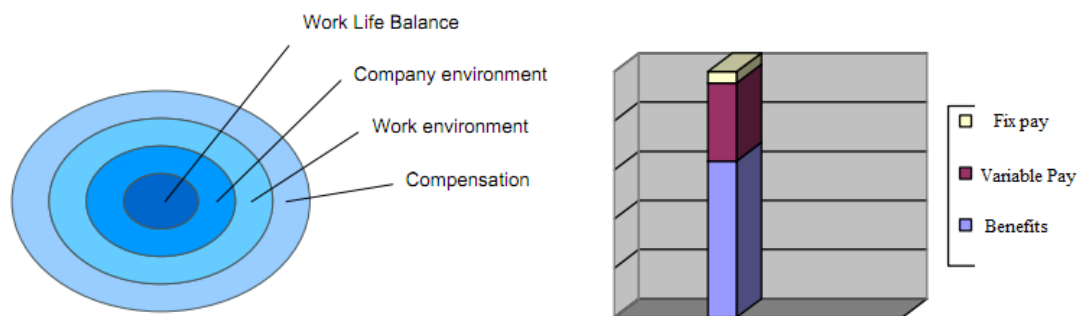 Work Life Balance
Company environment
Work environment
Compensation
Fix pay
Variable Pay
Benefits